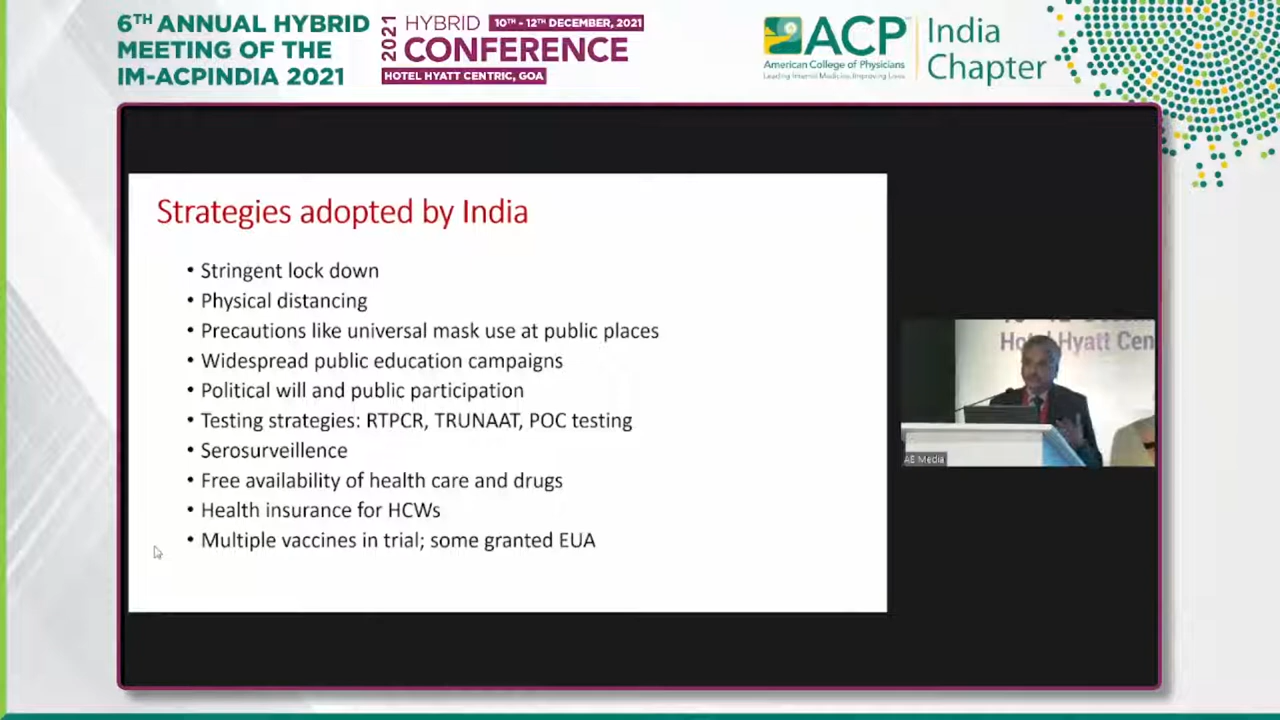 6TH ANNUAL HYBRID
MEETING OF THE
IM-ACPINDIA 2021
2021
HYBRID
10TH - 12TH DECEMBER, 2021
CONFERENCE
HOTEL HYATT CENTRIC, GOA
ACP
American College of Physicians
Leading Internal Medicine, Improving Lives
India
Chapter
Strategies adopted by India
• Stringent lock down
• Physical distancing
• Precautions like universal mask use at public places
• Widespread public education campaigns
• Political will and public participation
• Testing strategies: RTPCR, TRUNAAT, POC testing
• Serosurveillence
• Free availability of health care and drugs
• Health insurance for HCWs
• Multiple vaccines in trial; some granted EUA
Hotel Hyatt Cen
AE Media